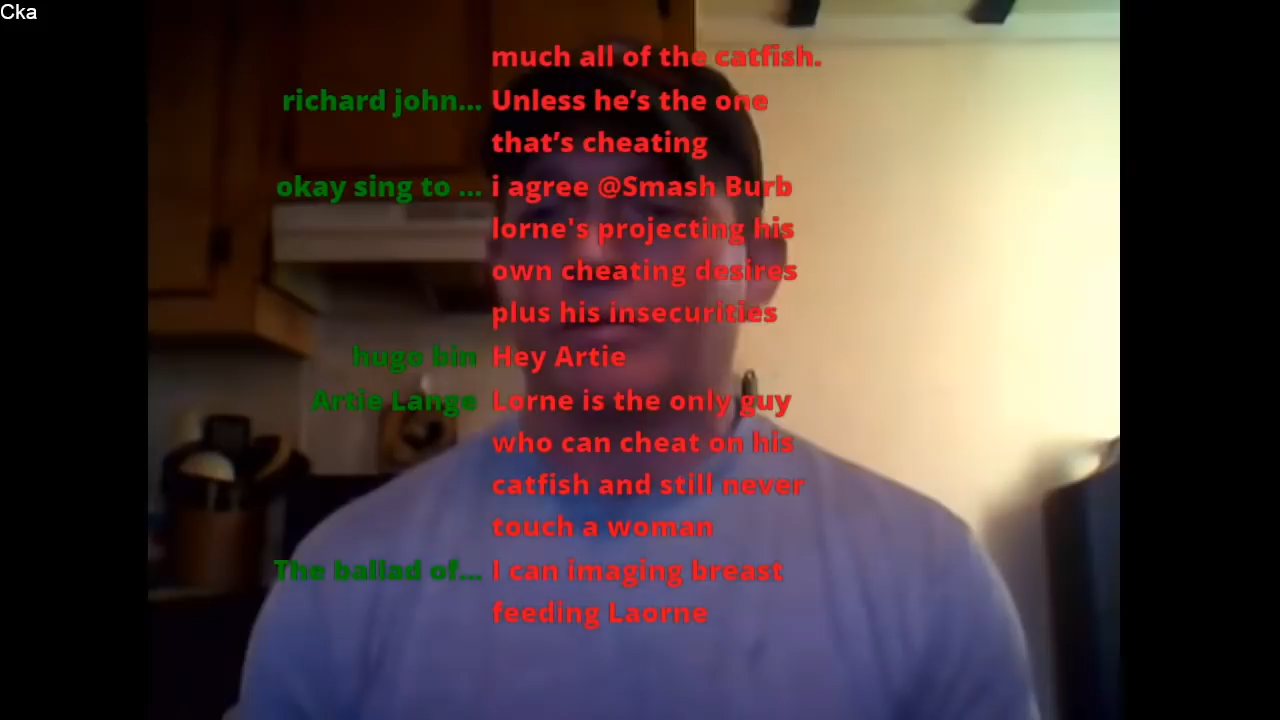 Cka
much all of the catfish.
richard john... Unless he’s the one
that’s cheating
okay sing to ... i agree @Smash Burb
lorne's projecting his
own cheating desires
plus his insecurities
hugo bin Hey Artie
Artie Lange Lorne is the only guy
who can cheat on his
catfish and still never
touch a woman
The ballad of... I can imaging breast
feeding Laorne